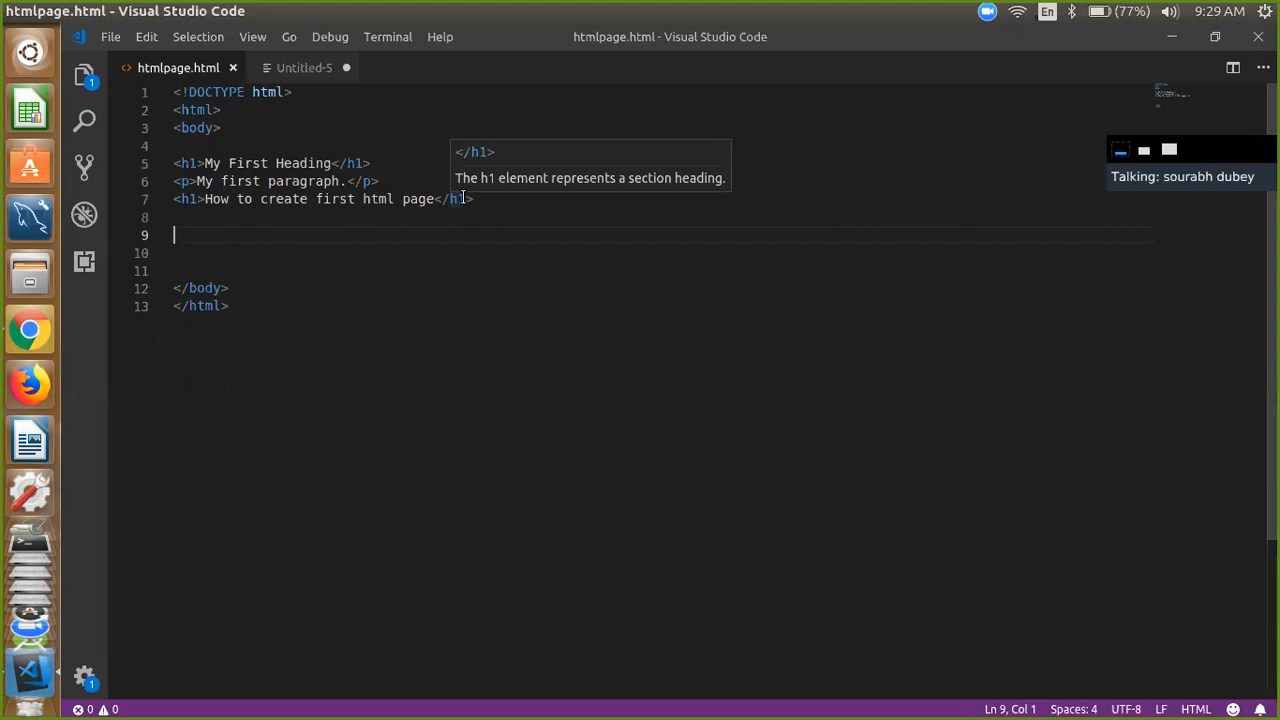 htmlpage.html - Visual Studio Code
En
(77%)
9:29 AM
File Edit Selection View Go Debug Terminal Help
htmlpage.html - Visual Studio Code
<> htmlpage.html ×
Untitled-5 ●
1
1 <!DOCTYPE html>
2 <html>
3 <body>
4
5 <h1>My First Heading</h1>
6 <p>My first paragraph.</p>
7 <h1>How to create first html page</h1>
8
9
10
11
12 </body>
13 </html>
</h1>
The h1 element represents a section heading.
Talking: sourabh dubey
1
0 0
Ln 9, Col 1
Spaces: 4
UTF-8
LF
HTML